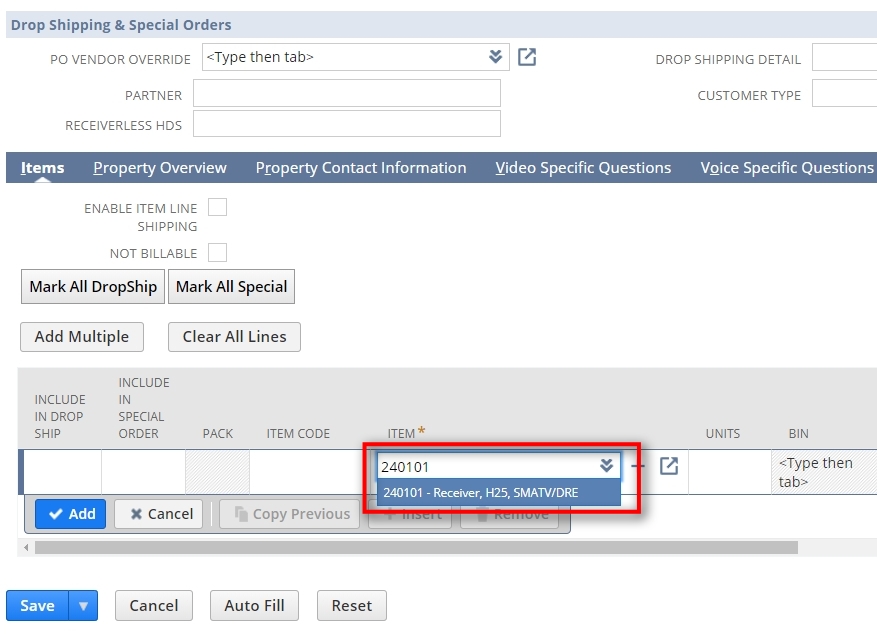 Drop Shipping & Special Orders
PO VENDOR OVERRIDE
<Type then tab>
DROP SHIPPING DETAIL
PARTNER
CUSTOMER TYPE
RECEIVERLESS HDS
Items Property Overview Property Contact Information Video Specific Questions Voice Specific Questions
ENABLE ITEM LINE
SHIPPING
NOT BILLABLE
Mark All DropShip Mark All Special
Add Multiple Clear All Lines
INCLUDE
IN DROP
SHIP
INCLUDE
IN
SPECIAL
ORDER
PACK
ITEM CODE
ITEM*
UNITS
BIN
240101
<Type then
tab>
240101 - Receiver, H25, SMATV/DRE
Add Cancel Copy Previous Insert Remove
Save Cancel Auto Fill Reset